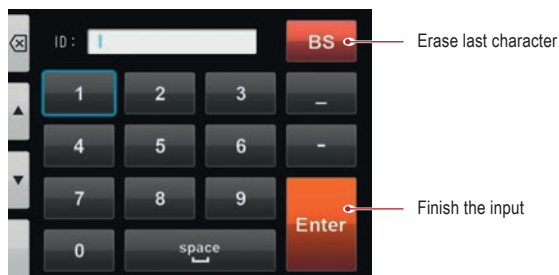 ID: BS Erase last character
1 2 3 _
4 5 6 -
7 8 9 Enter Finish the input
0 space